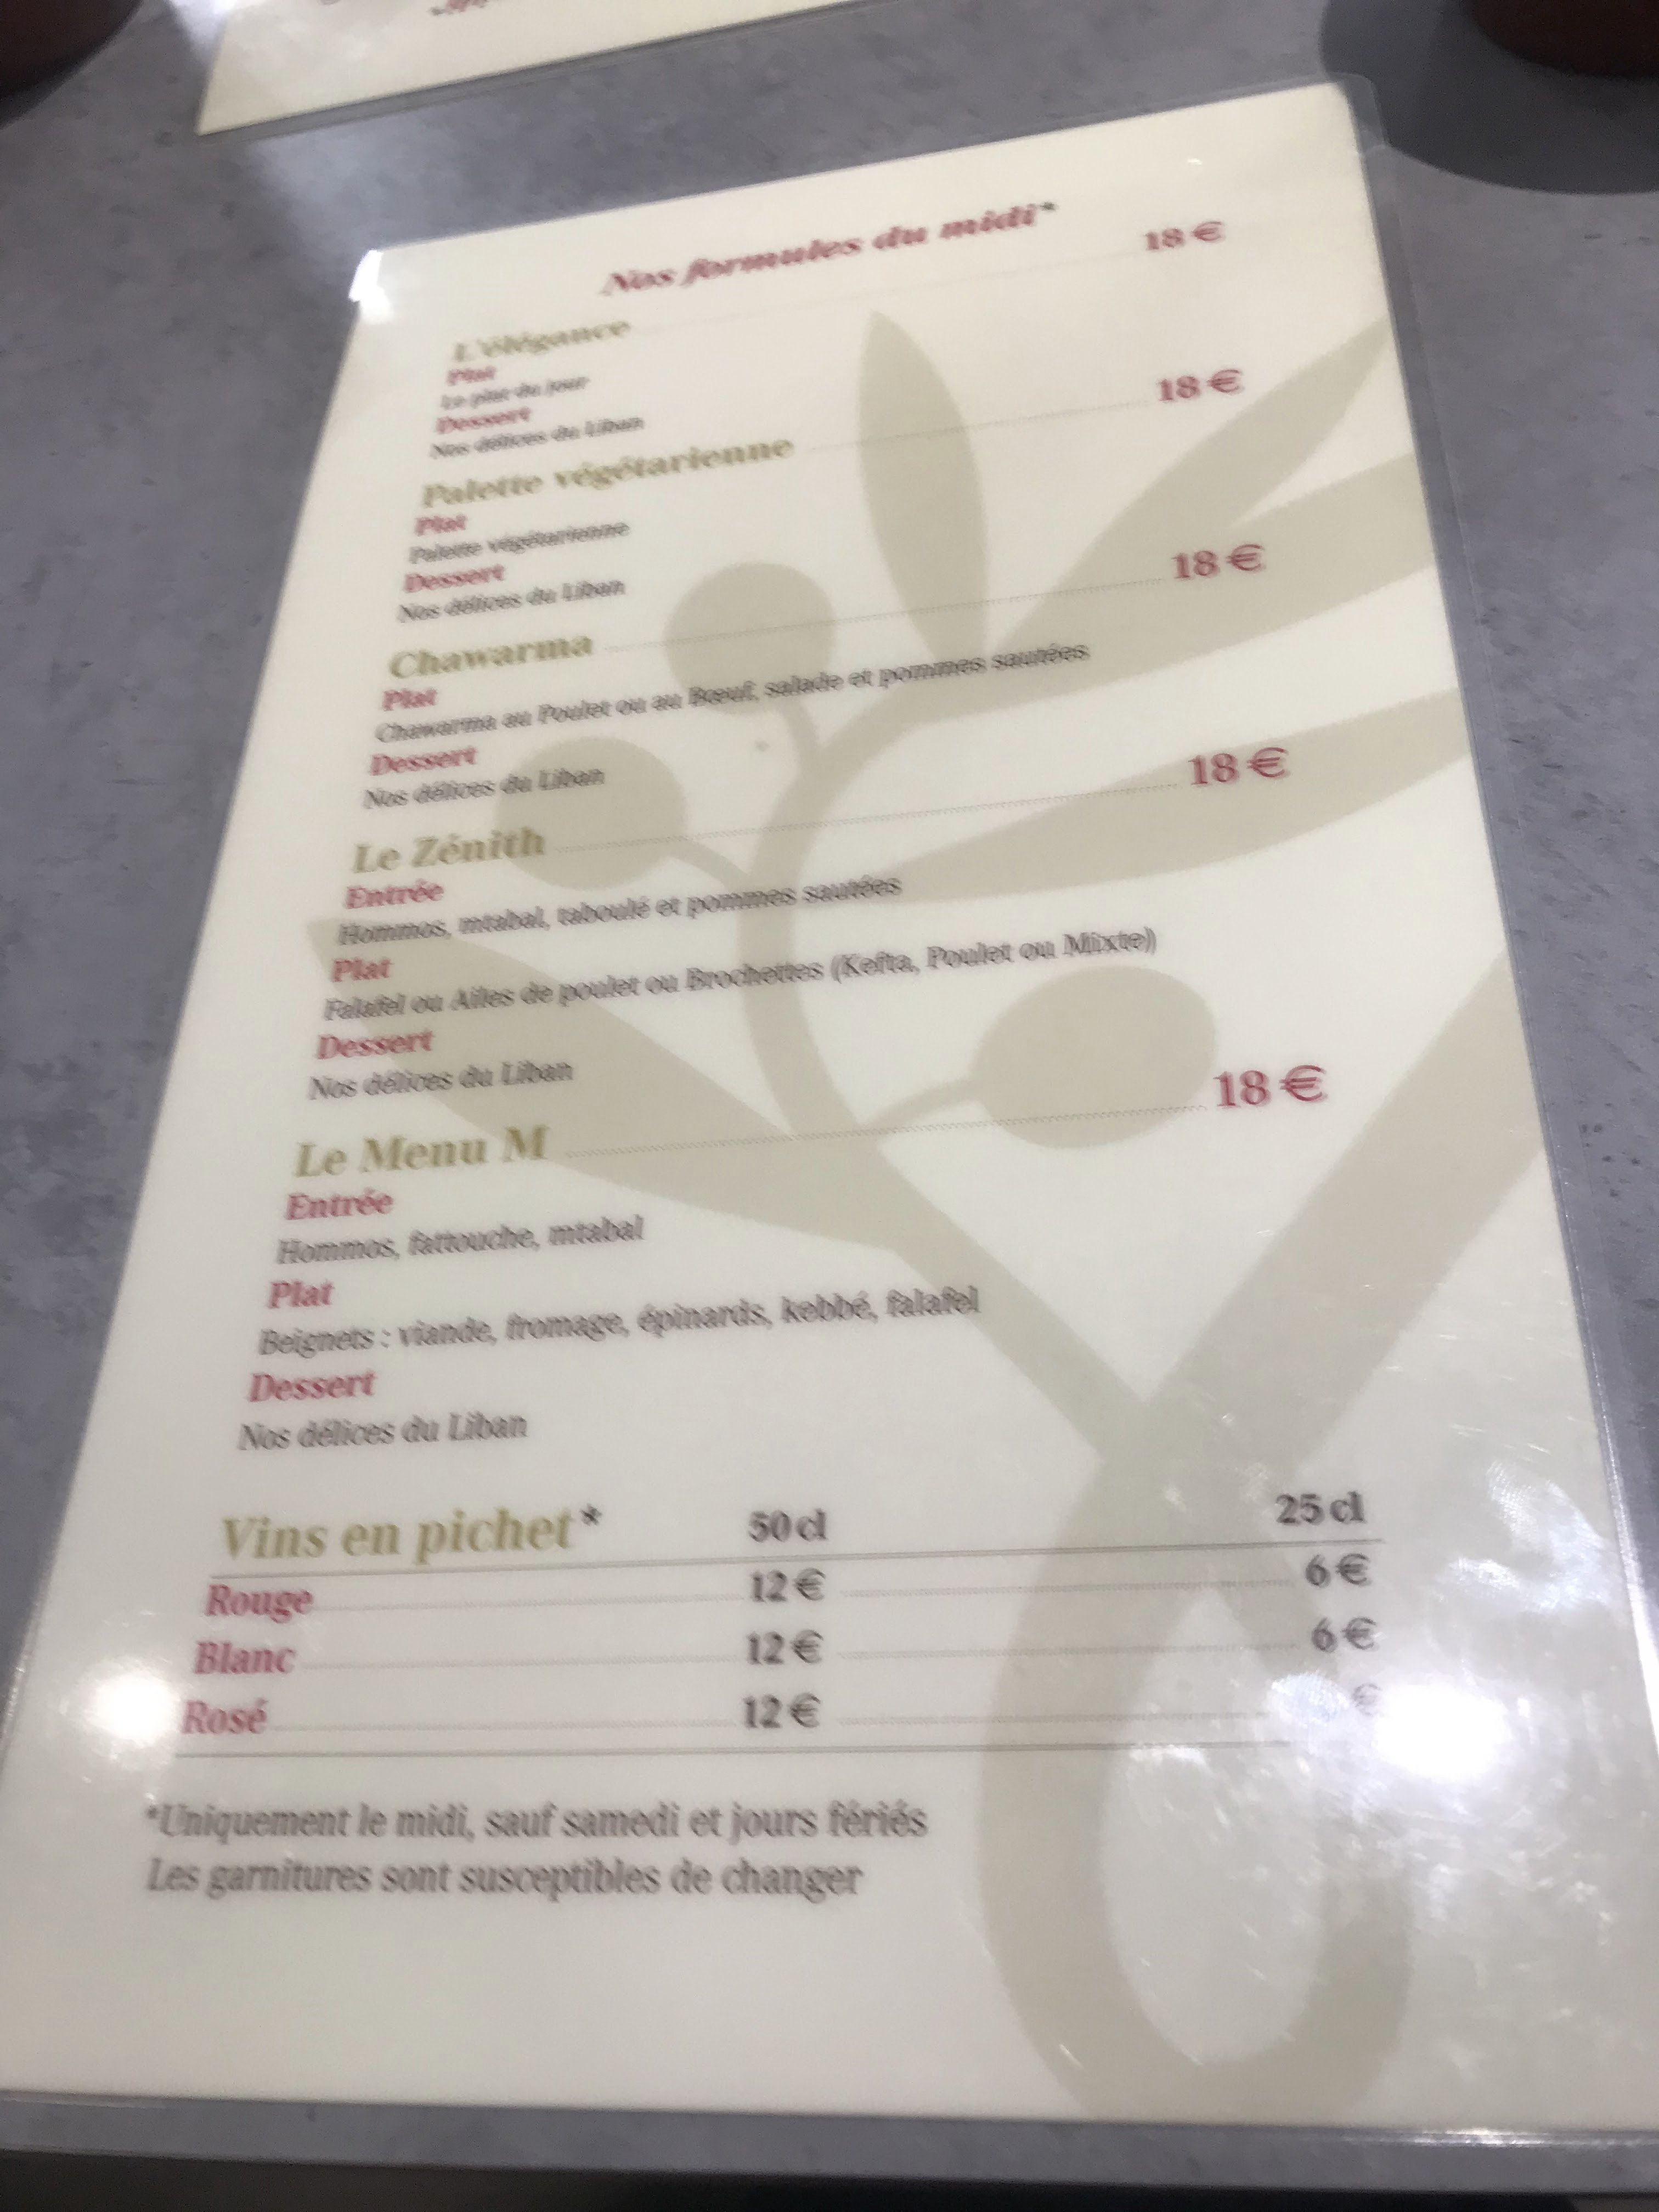 Nos formules du midi*
L'élégance 18 €
Plat
Le plat du jour
Dessert
Nos délices du Liban
Palette végétarienne 18 €
Plat
Palette végétarienne
Dessert
Nos délices du Liban
Chawarma 18 €
Plat
Chawarma au Poulet ou au Bœuf, salade et pommes sautées
Dessert
Nos délices du Liban
Le Zénith 18 €
Entrée
Hommos, mtabal, taboulé et pommes sautées
Plat
Falafel ou Ailes de poulet ou Brochettes (Kefta, Poulet ou Mixte))
Dessert
Nos délices du Liban
Le Menu M 18 €
Entrée
Hommos, fattouche, mtabal
Plat
Beignets : viande, fromage, épinards, kebbé, falafel
Dessert
Nos délices du Liban
Vins en pichet* 50 cl 25 cl
Rouge 12 € 6 €
Blanc 12 € 6 €
Rosé 12 € €
*Uniquement le midi, sauf samedi et jours fériés
Les garnitures sont susceptibles de changer